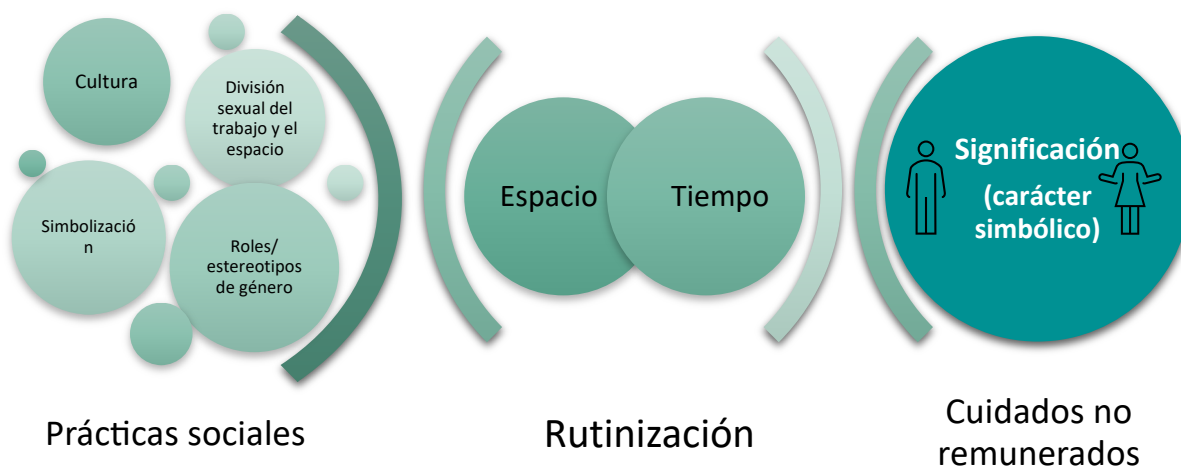 Cultura
División
sexual del
trabajo y el
espacio
Simbolizació
n
Roles/
estereotipos
de género
Prácticas sociales
Espacio
Tiempo
Rutinización
Significación
(carácter
simbólico)
Cuidados no
remunerados